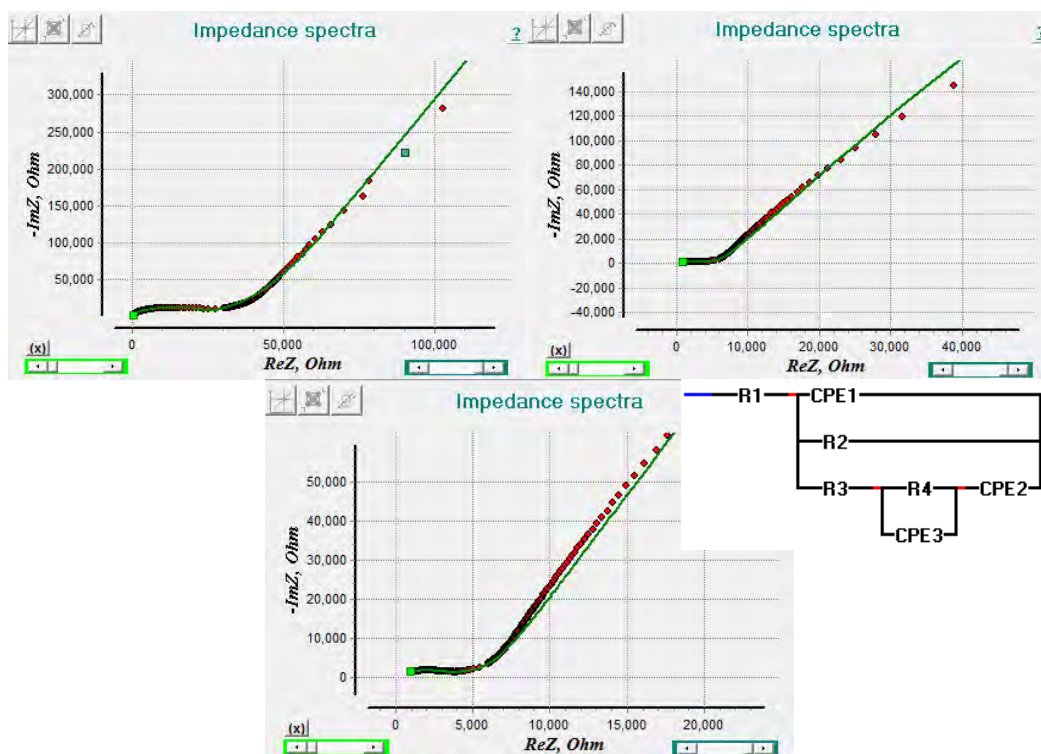 Impedance spectra
?
300,000
250,000
200,000
150,000
100,000
50,000
-ImZ, Ohm
0
50,000
100,000
(x)
ReZ, Ohm
Impedance spectra
?
140,000
120,000
100,000
80,000
60,000
40,000
20,000
0
-20,000
-40,000
-ImZ, Ohm
0
10,000
20,000
30,000
40,000
(x)
ReZ, Ohm
Impedance spectra
50,000
40,000
30,000
20,000
10,000
0
-ImZ, Ohm
0
5,000
10,000
15,000
20,000
(x)
ReZ, Ohm
R1
CPE1
R2
R3
R4
CPE2
CPE3